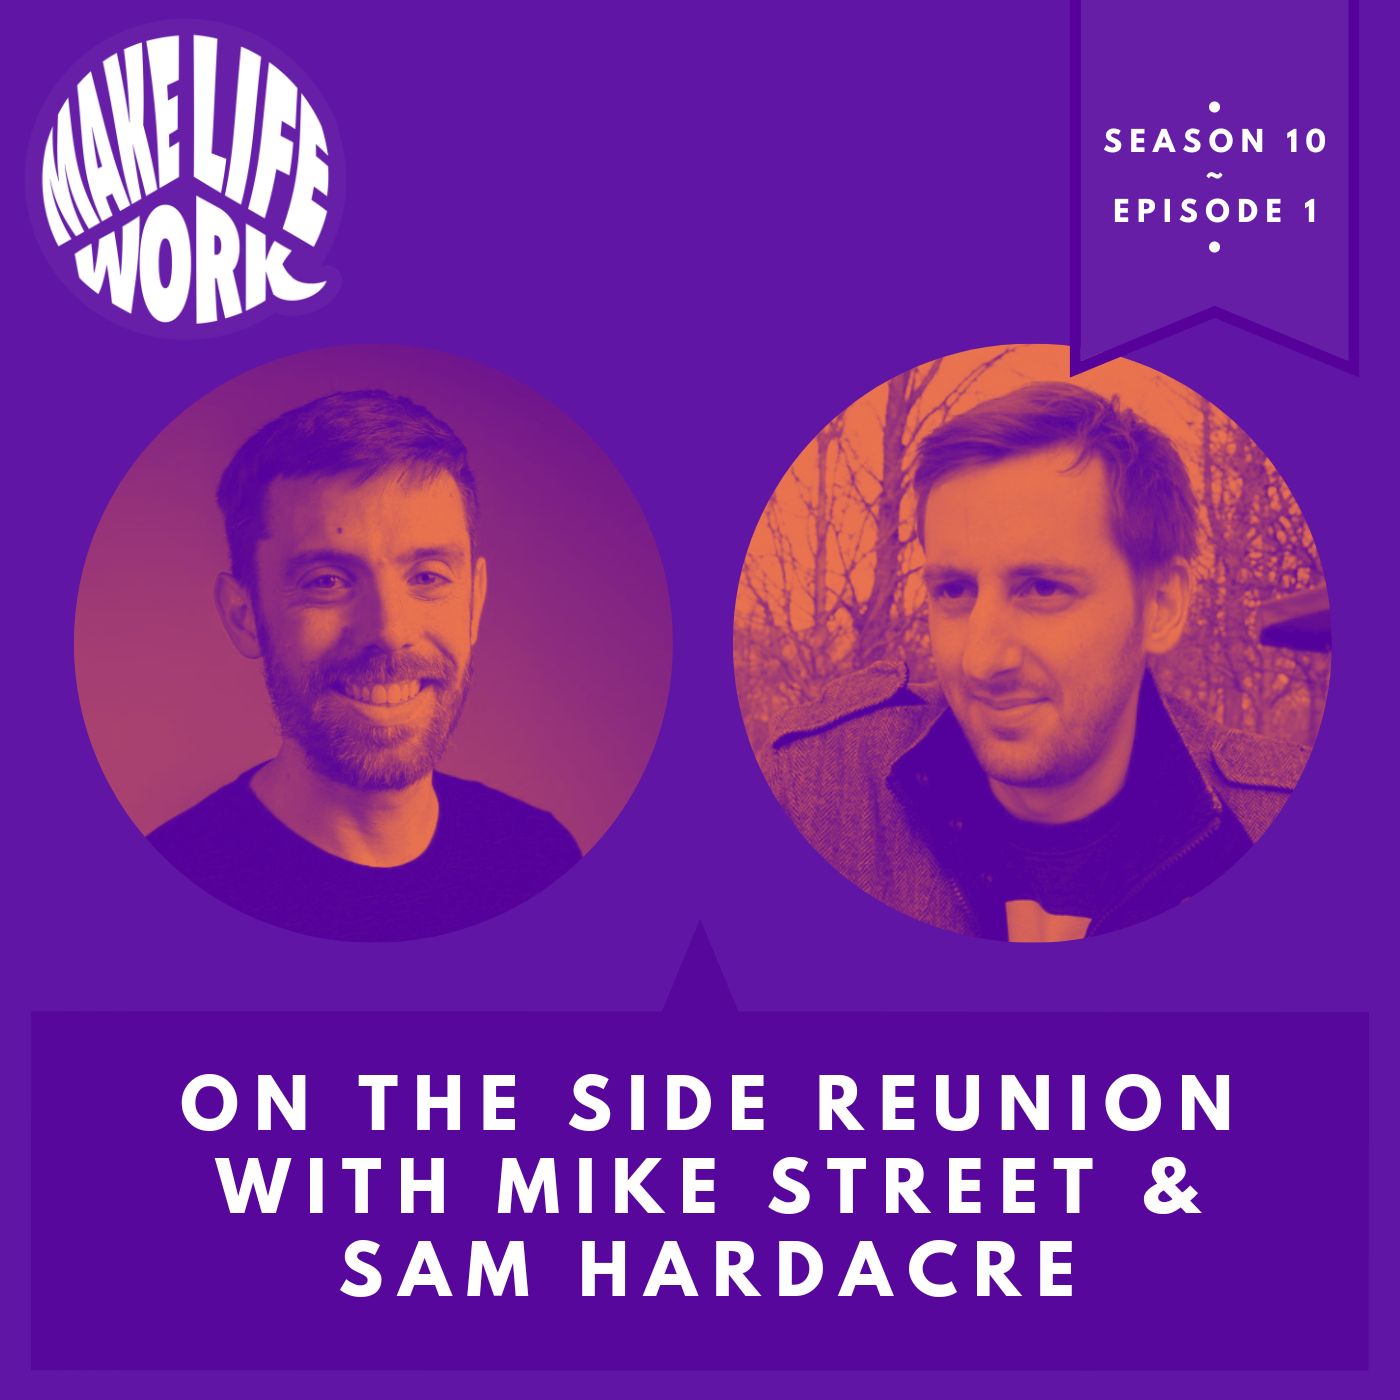 MAKE LIFE
WORK
SEASON 10
~
EPISODE 1
ON THE SIDE REUNION
WITH MIKE STREET &
SAM HARDACRE